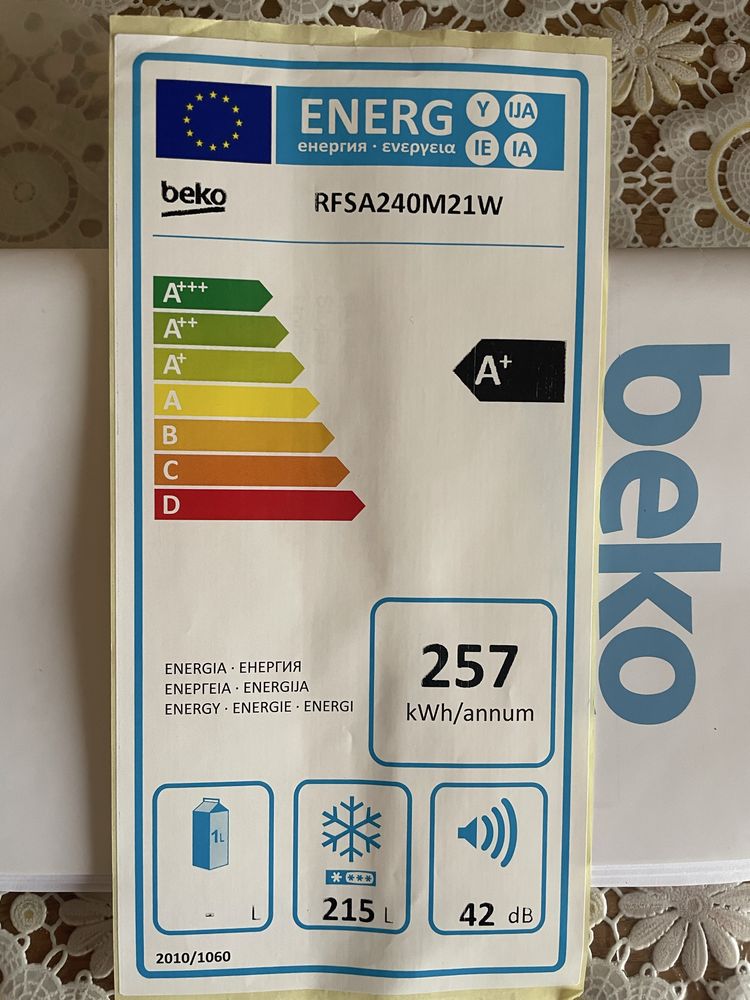 ENERG Y IJA
енергия · ενεργεια IE IA
beko RFSA240M21W
A+++
A++
A+
A+
A
B
C
D
ENERGIA · ЕНЕРГИЯ
ΕΝΕΡΓΕΙΑ · ENERGIJA
ENERGY · ENERGIE · ENERGI
257
kWh/annum
1L
- L
215 L
42 dB
2010/1060
beko